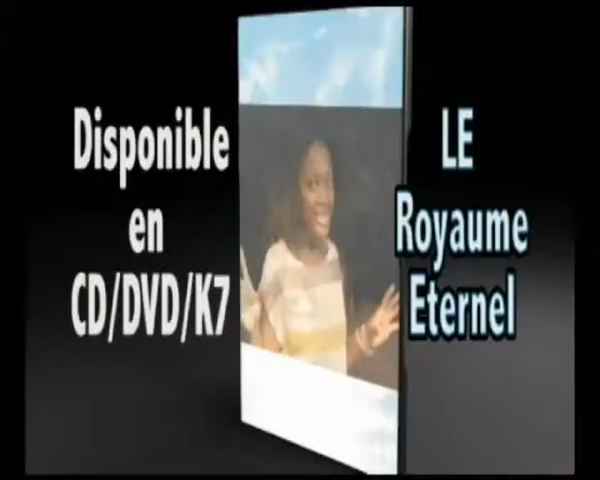 Disponible
en
CD/DVD/K7
LE
Royaume
Eternel